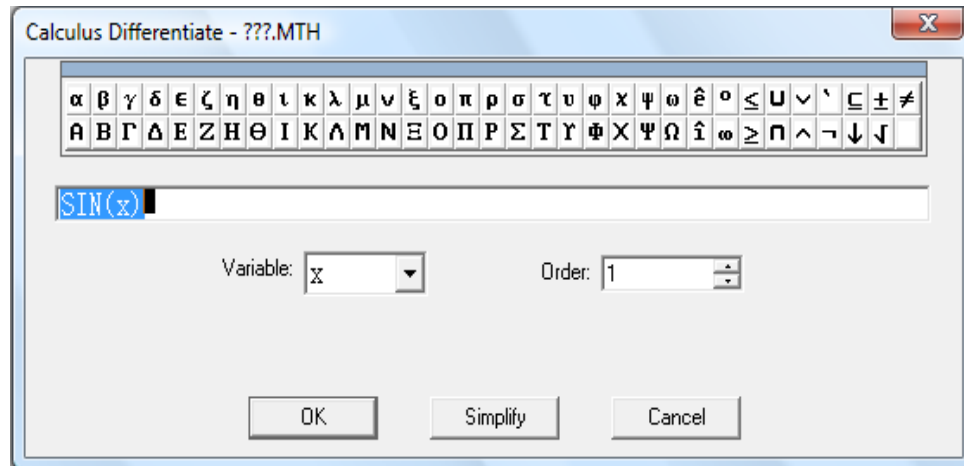 Calculus Differentiate - ???.MTH
α β γ δ ε ζ η θ ι κ λ μ ν ξ ο π ρ σ τ υ φ χ ψ ω ê ° ≤ ∪ ∨ ` ⊆ ± ≠
Α Β Γ Δ Ε Ζ Η Θ Ι Κ Λ Μ Ν Ξ Ο Π Ρ Σ Τ Υ Φ Χ Ψ Ω î ∞ ≥ ∩ ∧ ¬ ↓ √
SIN(x)
Variable: x Order: 1
OK Simplify Cancel